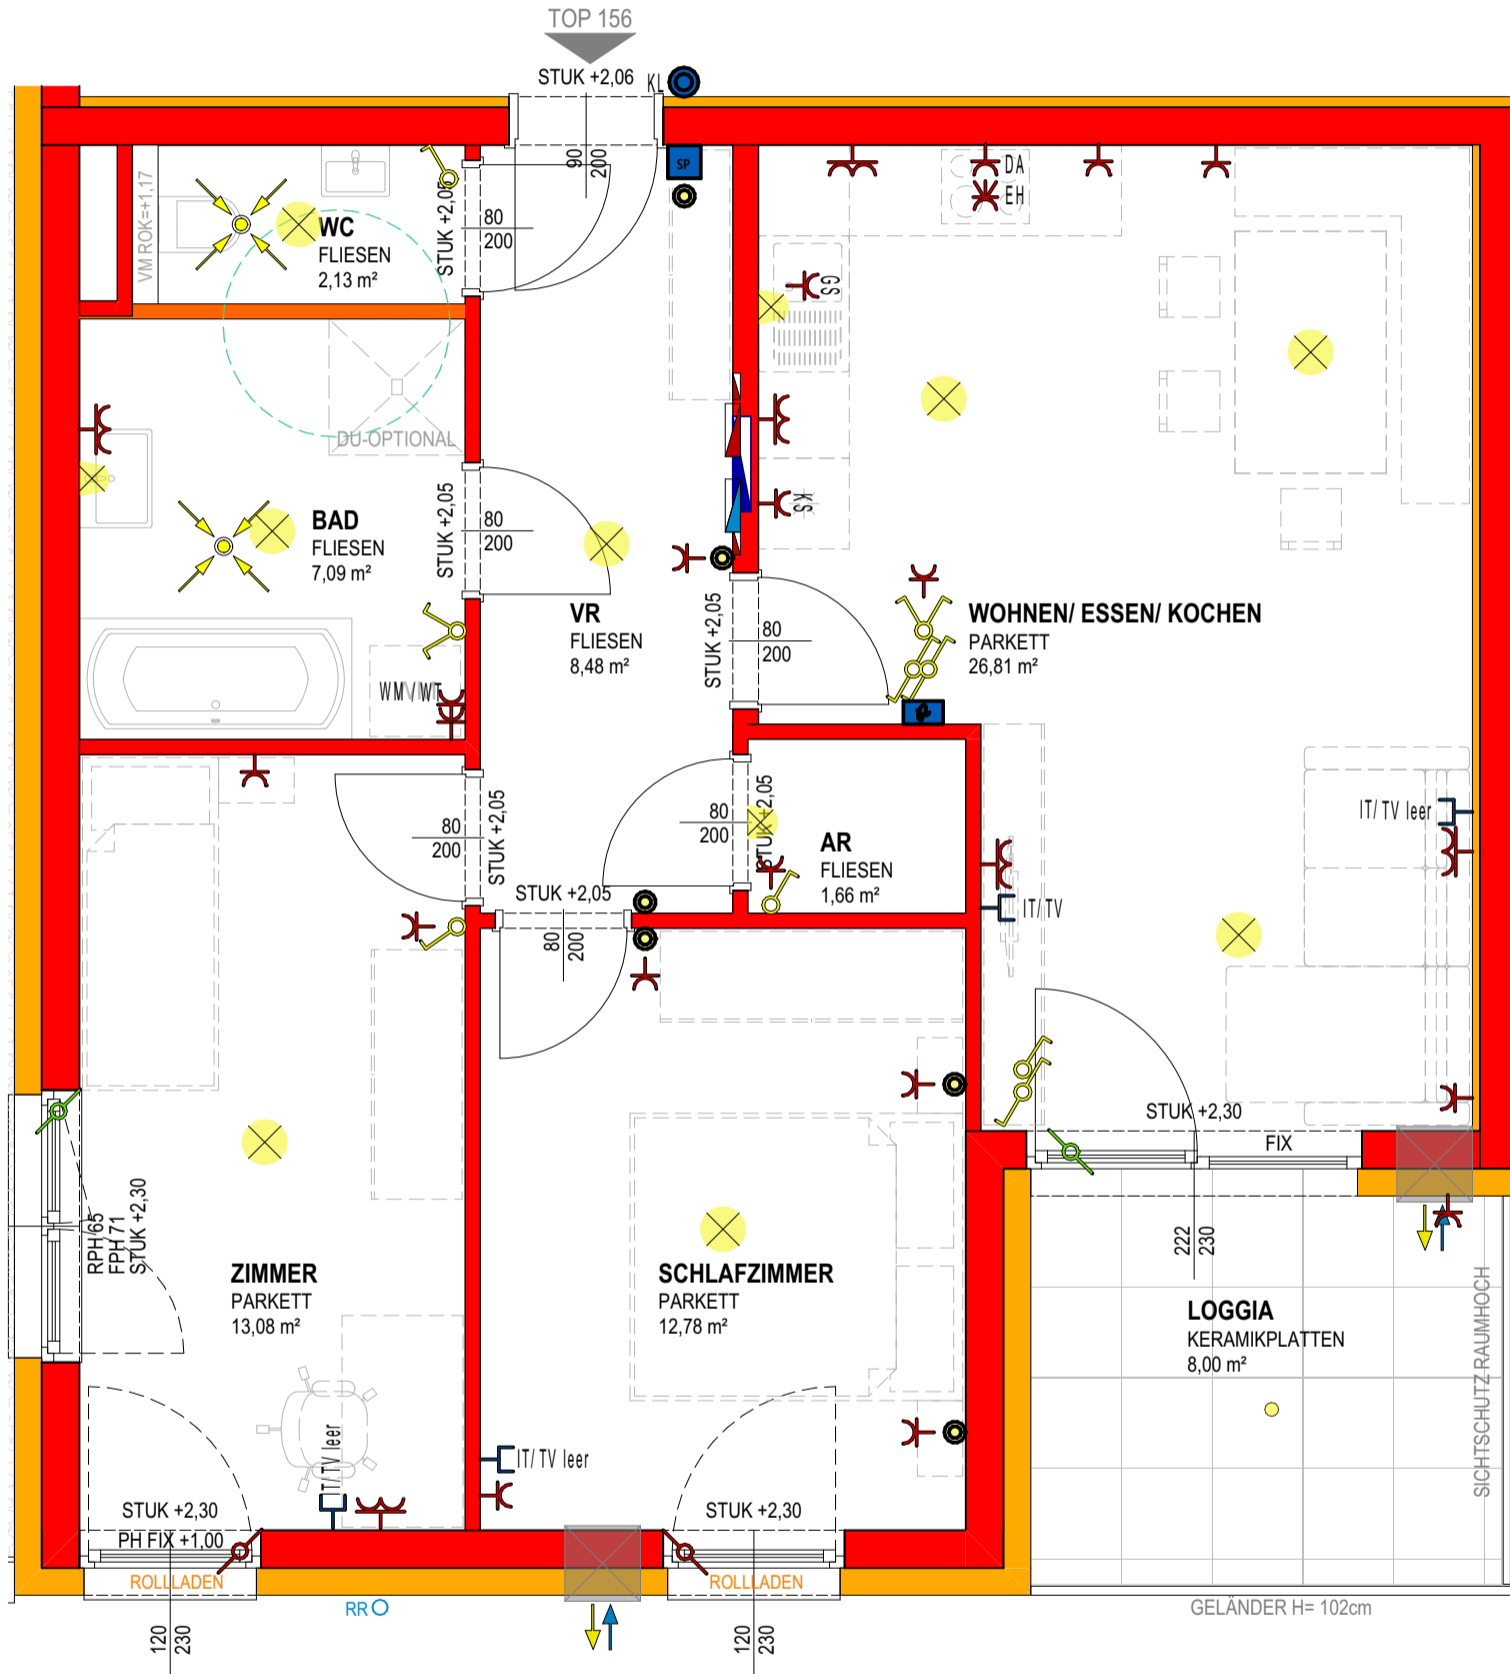 TOP 156
STUK +2,06
KL
90
200
SP
VM ROK=+1,17
WC
FLIESEN
2,13 m²
STUK +2,05
80
200
DA
EH
GS
KS
DU-OPTIONAL
BAD
FLIESEN
7,09 m²
STUK +2,05
80
200
VR
FLIESEN
8,48 m²
STUK +2,05
80
200
WOHNEN/ ESSEN/ KOCHEN
PARKETT
26,81 m²
WM / WT
80
200
STUK +2,05
80
200
STUK +2,05
AR
FLIESEN
1,66 m²
IT/ TV leer
IT/ TV
STUK +2,05
80
200
STUK +2,30
FIX
222
230
RPH 65
FPH 71
STUK +2,30
ZIMMER
PARKETT
13,08 m²
SCHLAFZIMMER
PARKETT
12,78 m²
LOGGIA
KERAMIKPLATTEN
8,00 m²
SICHTSCHUTZ RAUMHOCH
IT/ TV leer
IT/ TV leer
STUK +2,30
PH FIX +1,00
STUK +2,30
ROLLLADEN
ROLLLADEN
RR
GELÄNDER H= 102cm
120
230
120
230